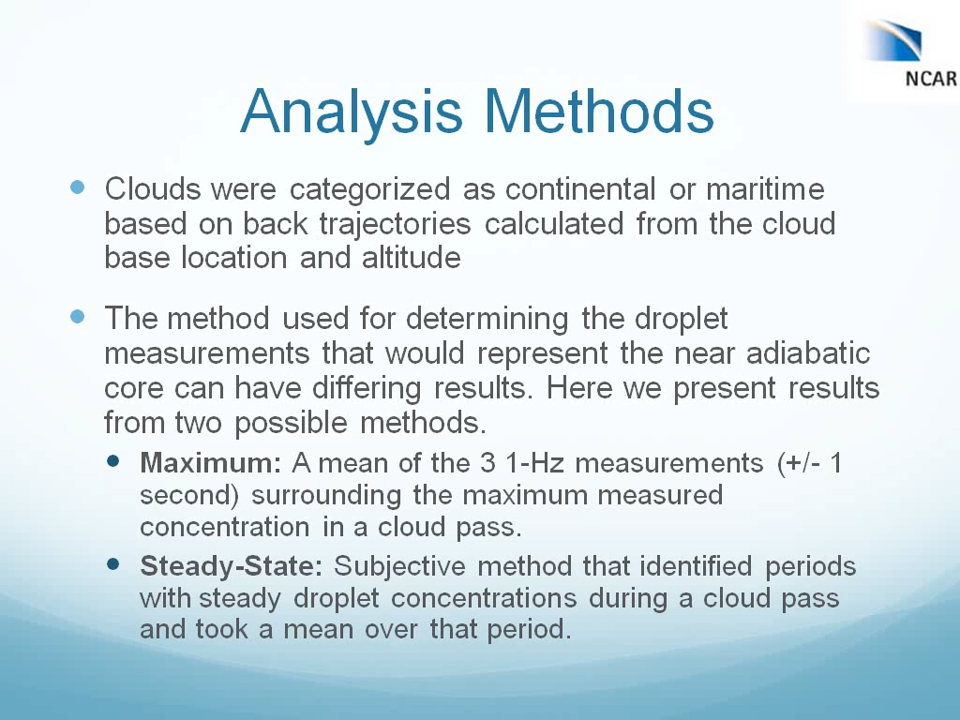 NCAR
Analysis Methods
Clouds were categorized as continental or maritime
based on back trajectories calculated from the cloud
base location and altitude
The method used for determining the droplet
measurements that would represent the near adiabatic
core can have differing results. Here we present results
from two possible methods.
Maximum: A mean of the 3 1-Hz measurements (+/- 1
second) surrounding the maximum measured
concentration in a cloud pass.
Steady-State: Subjective method that identified periods
with steady droplet concentrations during a cloud pass
and took a mean over that period.